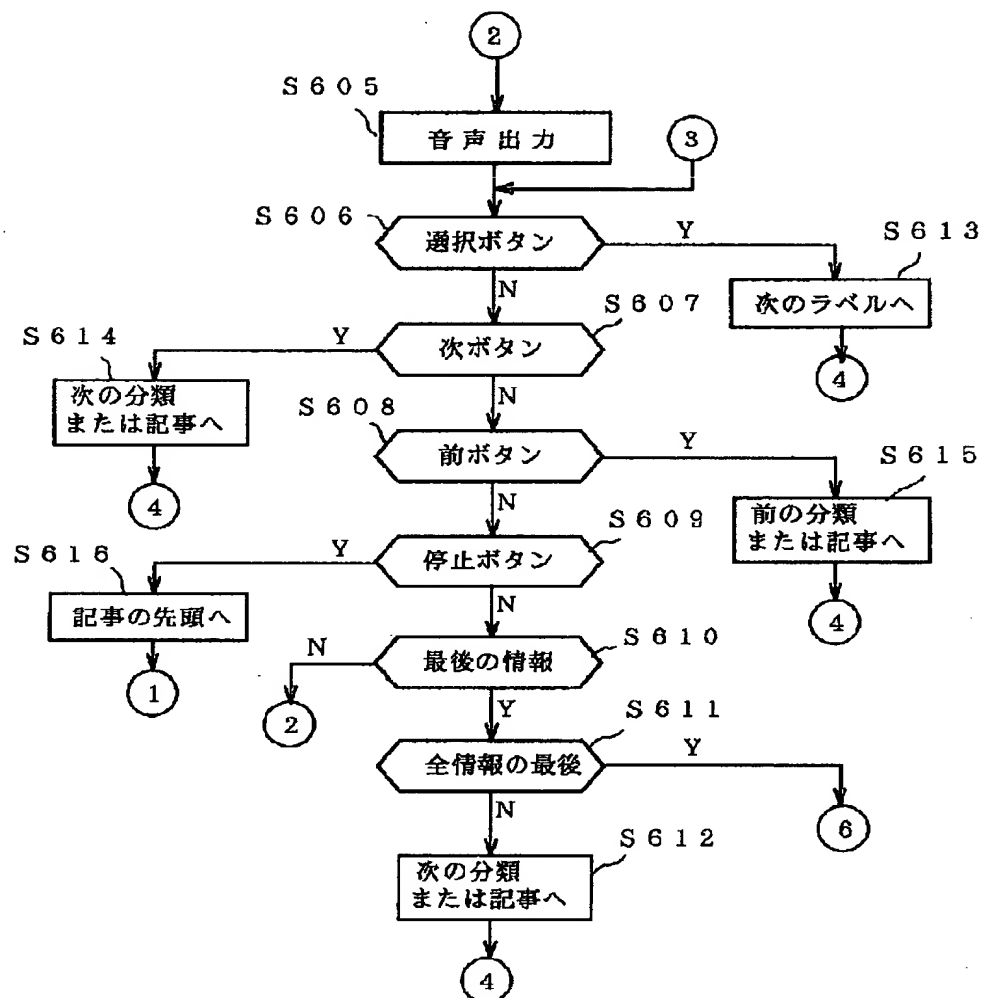 2
S605
音声出力
3
S606
選択ボタン
Y
S613
次のラベルへ
4
N
S607
次ボタン
Y
S614
次の分類
または記事へ
4
N
S608
前ボタン
Y
S615
前の分類
または記事へ
4
N
S609
停止ボタン
Y
S616
記事の先頭へ
1
N
S610
最後の情報
N
2
Y
S611
全情報の最後
Y
6
N
S612
次の分類
または記事へ
4